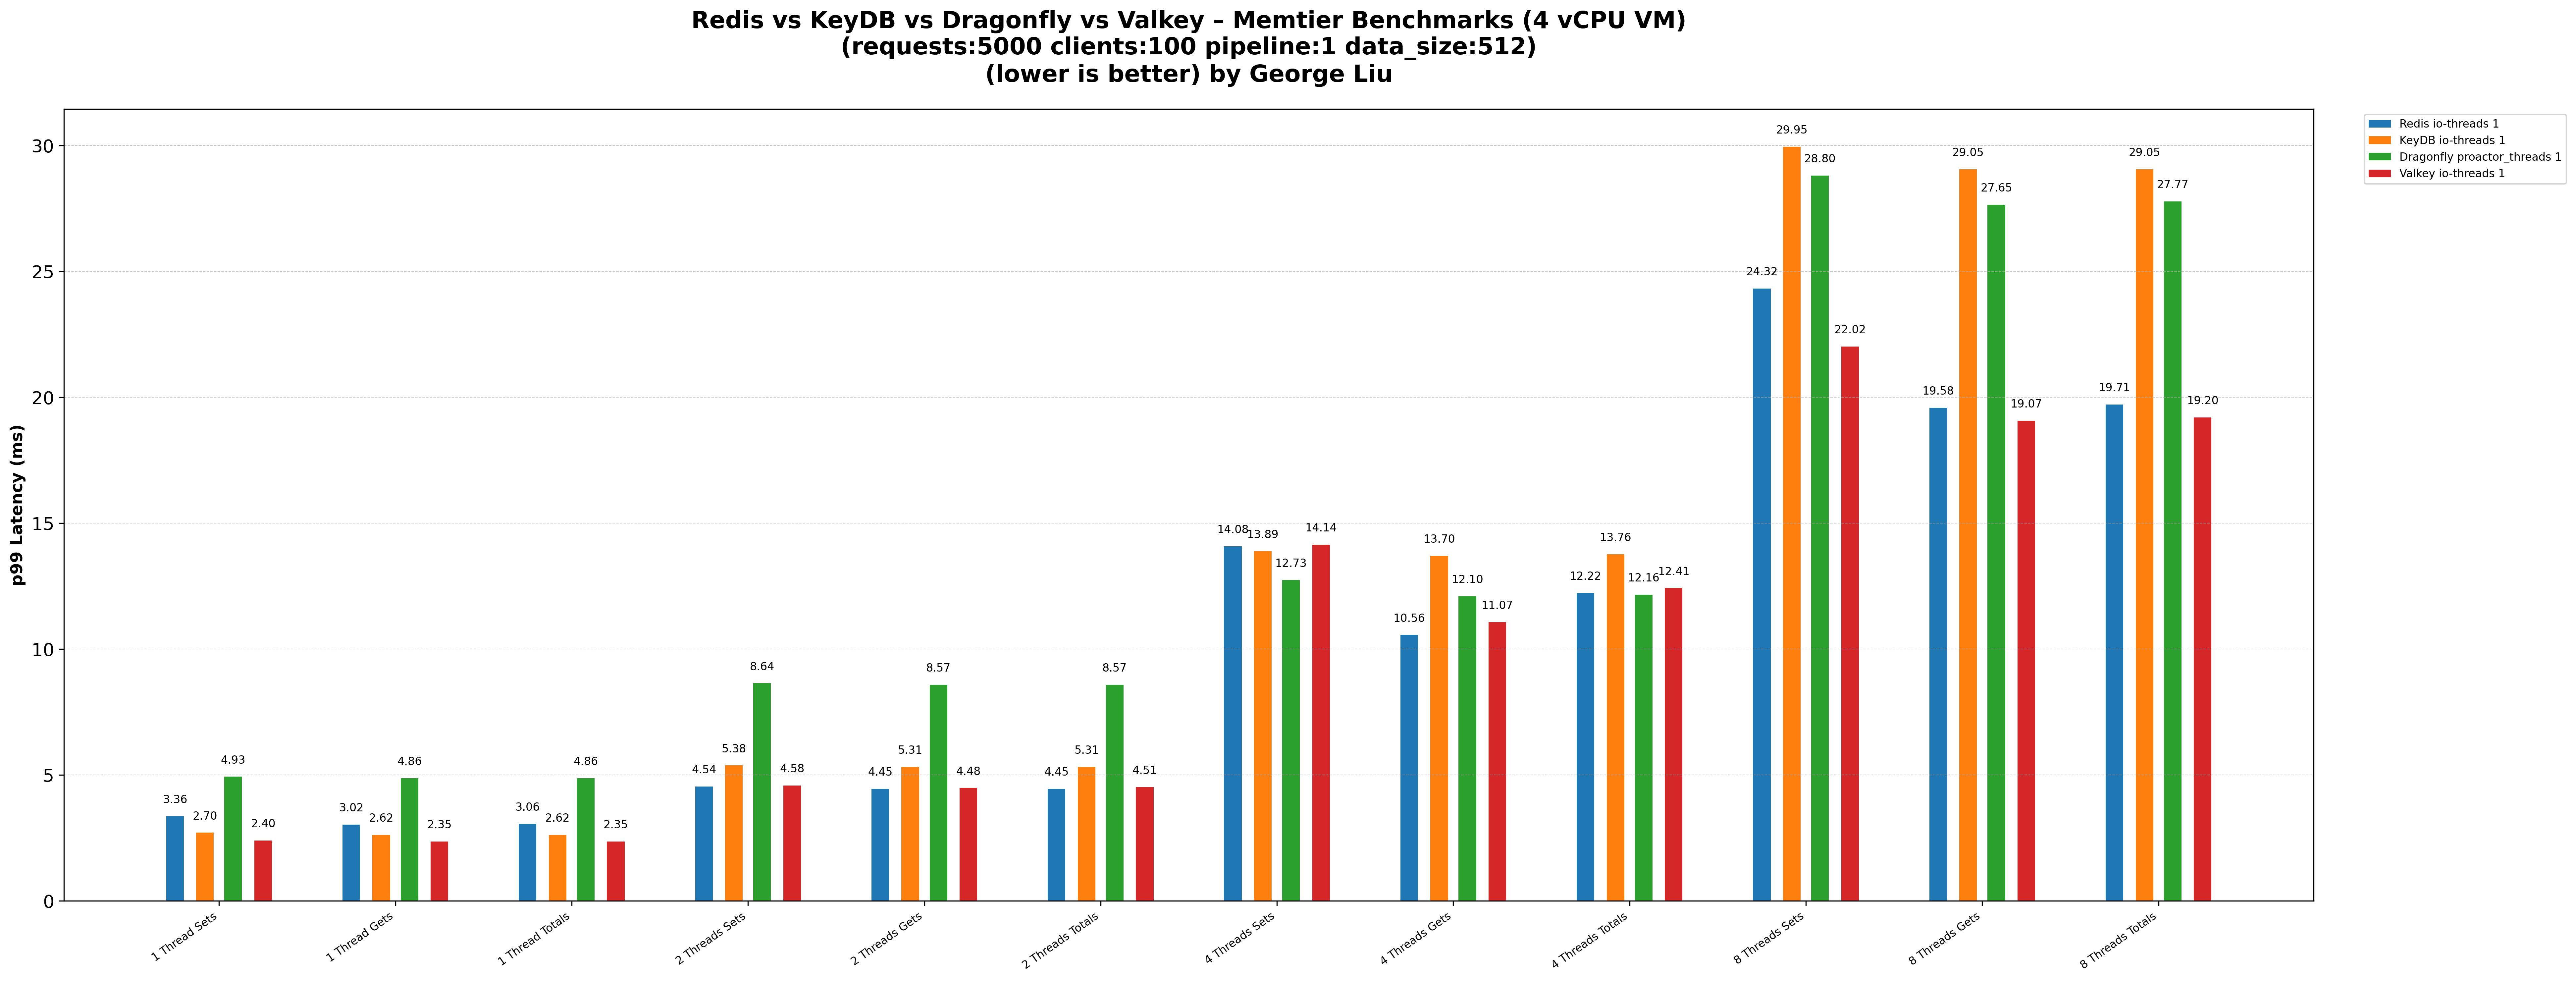 Redis vs KeyDB vs Dragonfly vs Valkey – Memtier Benchmarks (4 vCPU VM)
(requests:5000 clients:100 pipeline:1 data_size:512)
(lower is better) by George Liu
Redis io-threads 1
KeyDB io-threads 1
Dragonfly proactor_threads 1
Valkey io-threads 1
p99 Latency (ms)
30
25
20
15
10
5
0
3.36
2.70
4.93
2.40
3.02
2.62
4.86
2.35
3.06
2.62
4.86
2.35
4.54
5.38
8.64
4.58
4.45
5.31
8.57
4.48
4.45
5.31
8.57
4.51
14.08
13.89
12.73
14.14
10.56
13.70
12.10
11.07
12.22
13.76
12.16
12.41
24.32
29.95
28.80
22.02
19.58
29.05
27.65
19.07
19.71
29.05
27.77
19.20
1 Thread Sets
1 Thread Gets
1 Thread Totals
2 Threads Sets
2 Threads Gets
2 Threads Totals
4 Threads Sets
4 Threads Gets
4 Threads Totals
8 Threads Sets
8 Threads Gets
8 Threads Totals